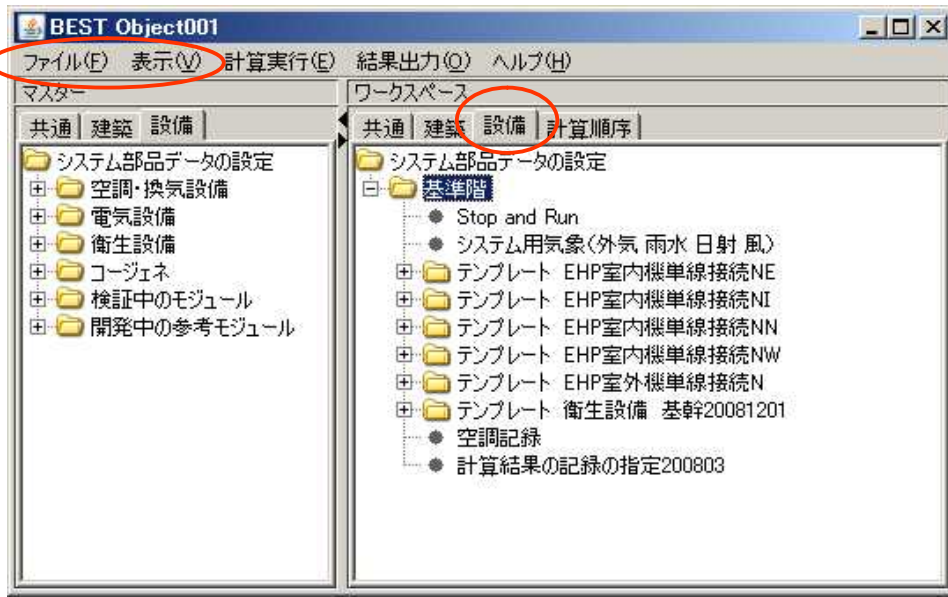 BEST Object001
ファイル(F) 表示(V) 計算実行(E) 結果出力(O) ヘルプ(H)
マスター
共通 建築 設備
システム部品データの設定
空調・換気設備
電気設備
衛生設備
コージェネ
検証中のモジュール
開発中の参考モジュール
ワークスペース
共通 建築 設備 計算順序
システム部品データの設定
基準階
Stop and Run
システム用気象(外気 雨水 日射 風)
テンプレート EHP室内機単線接続NE
テンプレート EHP室内機単線接続NI
テンプレート EHP室内機単線接続NN
テンプレート EHP室内機単線接続NW
テンプレート EHP室外機単線接続N
テンプレート 衛生設備 基幹20081201
空調記録
計算結果の記録の指定200803